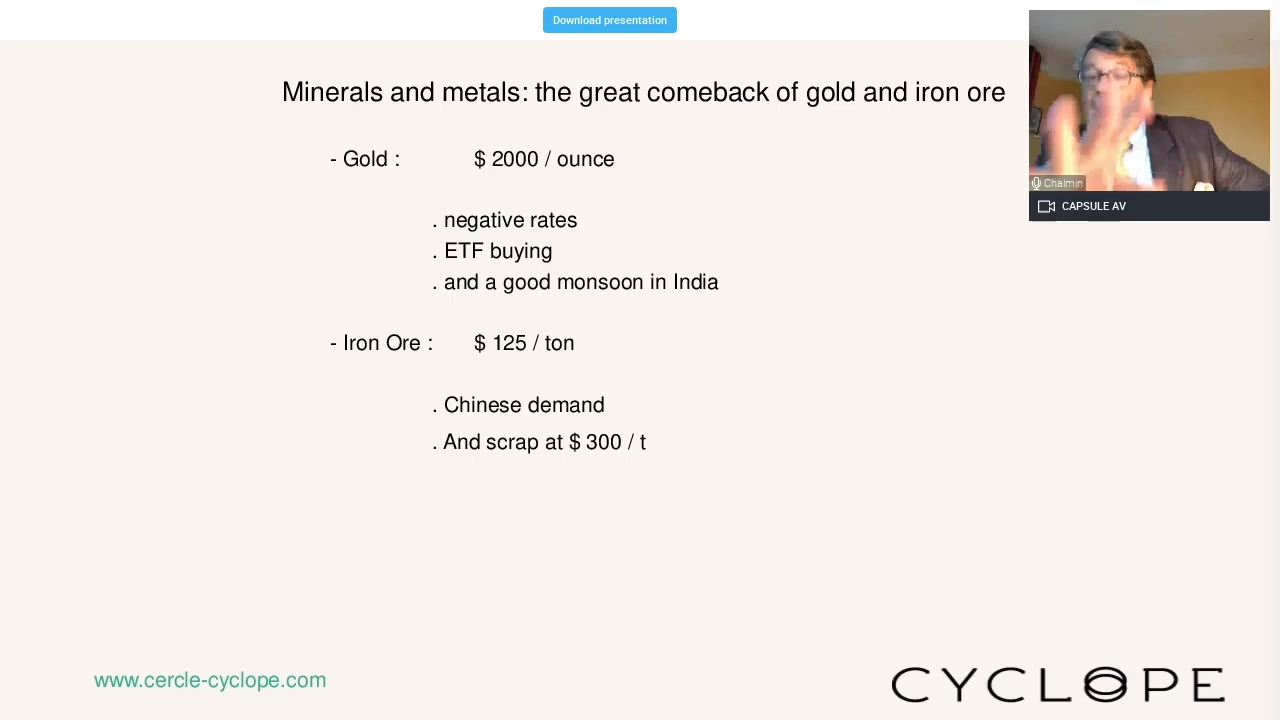 Download presentation
Minerals and metals: the great comeback of gold and iron ore
- Gold : $ 2000 / ounce
. negative rates
. ETF buying
. and a good monsoon in India
- Iron Ore : $ 125 / ton
. Chinese demand
. And scrap at $ 300 / t
Chalmin
CAPSULE AV
www.cercle-cyclope.com
CYCLOPE